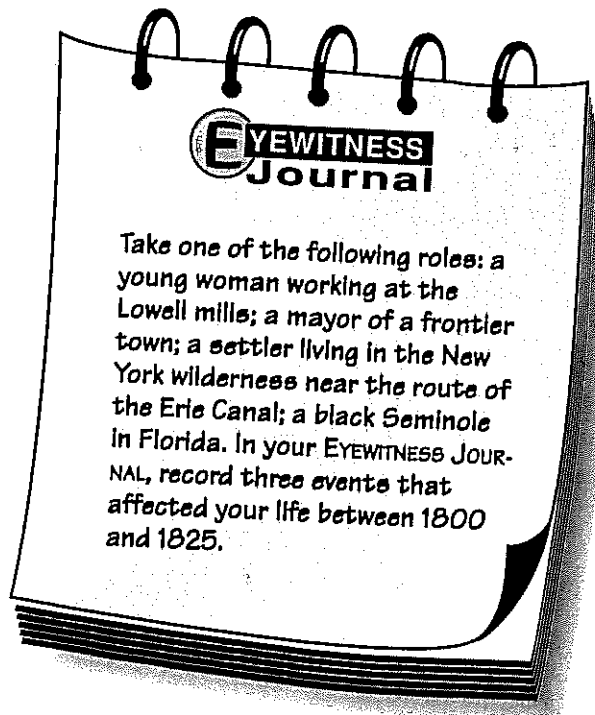 EYEWITNESS
Journal
Take one of the following roles: a
young woman working at the
Lowell mills; a mayor of a frontier
town; a settler living in the New
York wilderness near the route of
the Erie Canal; a black Seminole
in Florida. In your EYEWITNESS JOUR-
NAL, record three events that
affected your life between 1800
and 1825.